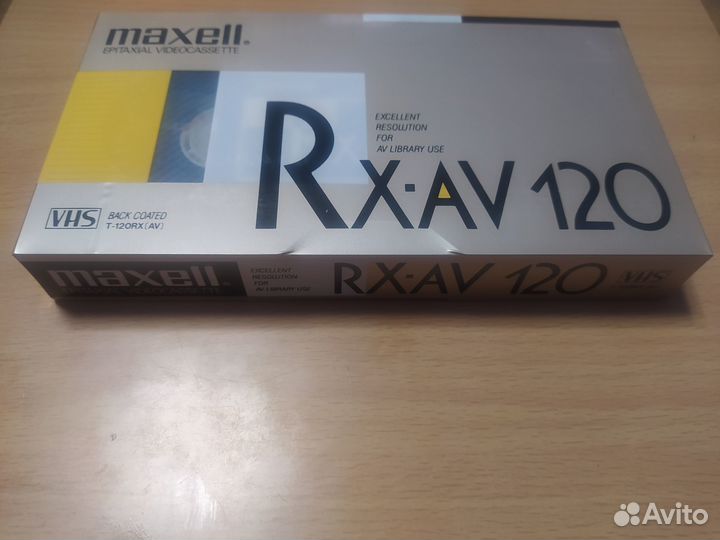 maxell®
EPITAXIAL VIDEOCASSETTE
RX·AV 120
EXCELLENT
RESOLUTION
FOR
AV LIBRARY USE
VHS
BACK COATED
T-120RX(AV)
maxell®
EXCELLENT
RESOLUTION
FOR
AV LIBRARY USE
RX·AV 120
VHS
Avito